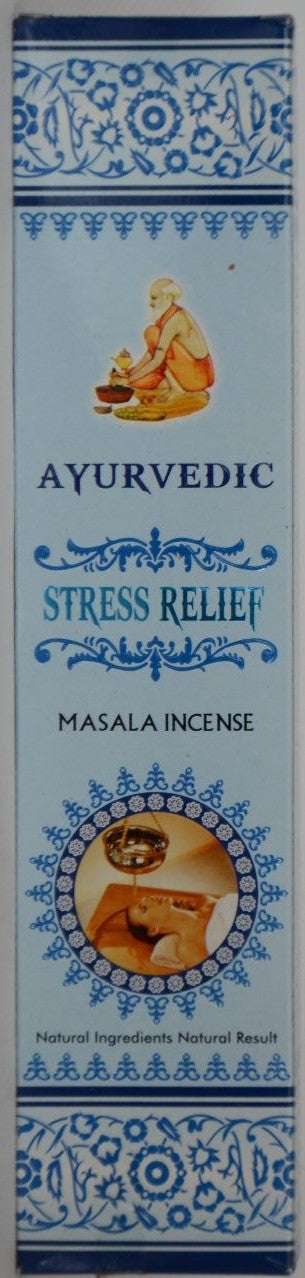 AYURVEDIC
STRESS RELIEF
MASALA INCENSE
Natural Ingredients Natural Result